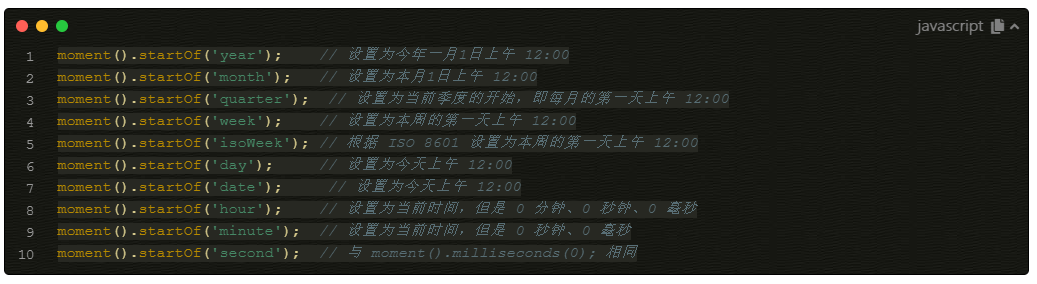 javascript
1 moment().startOf('year');    // 设置为今年一月1日上午 12:00
2 moment().startOf('month');   // 设置为本月1日上午 12:00
3 moment().startOf('quarter');  // 设置为当前季度的开始，即每月的第一天上午 12:00
4 moment().startOf('week');    // 设置为本周的第一天上午 12:00
5 moment().startOf('isoWeek'); // 根据 ISO 8601 设置为本周的第一天上午 12:00
6 moment().startOf('day');     // 设置为今天上午 12:00
7 moment().startOf('date');     // 设置为今天上午 12:00
8 moment().startOf('hour');    // 设置为当前时间，但是 0 分钟、0 秒钟、0 毫秒
9 moment().startOf('minute');  // 设置为当前时间，但是 0 秒钟、0 毫秒
10 moment().startOf('second');  // 与 moment().milliseconds(0); 相同